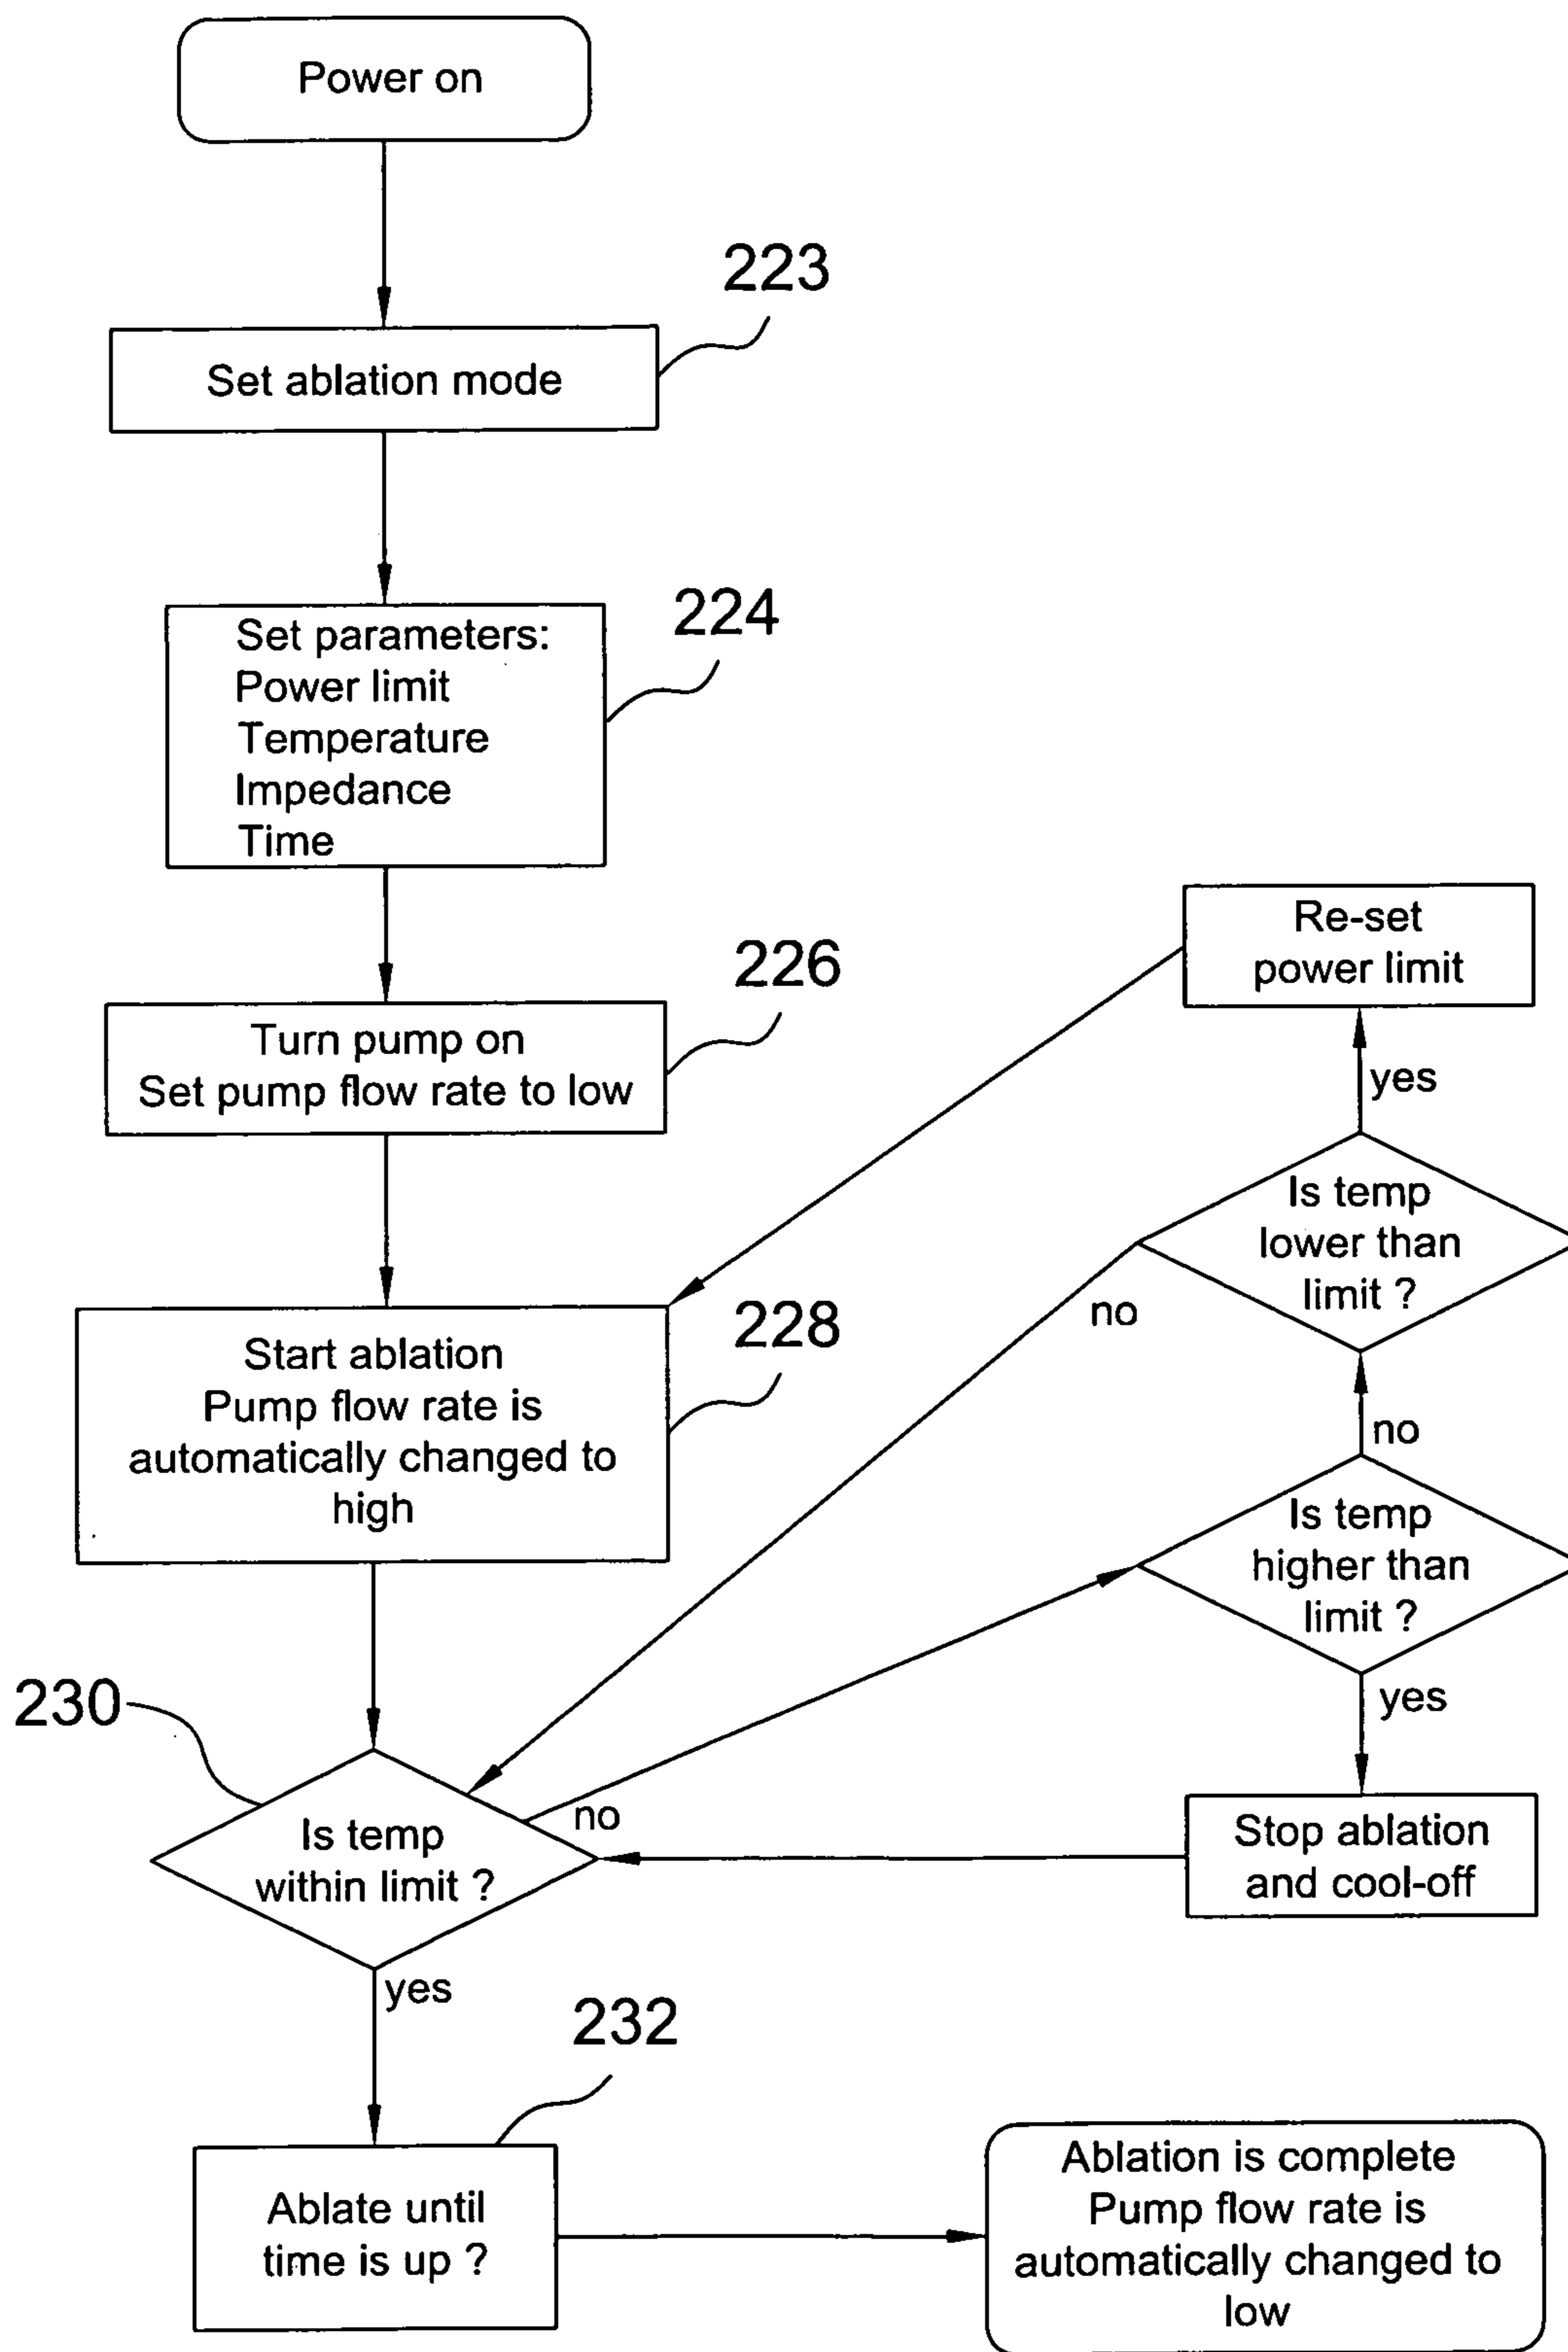 Power on
223
Set ablation mode
224
Set parameters:
Power limit
Temperature
Impedance
Time
226
Turn pump on
Set pump flow rate to low
228
Start ablation
Pump flow rate is
automatically changed to
high
Re-set
power limit
yes
Is temp
lower than
limit ?
no
no
Is temp
higher than
limit ?
yes
Stop ablation
and cool-off
230
Is temp
within limit ?
no
yes
232
Ablate until
time is up ?
Ablation is complete
Pump flow rate is
automatically changed to
low